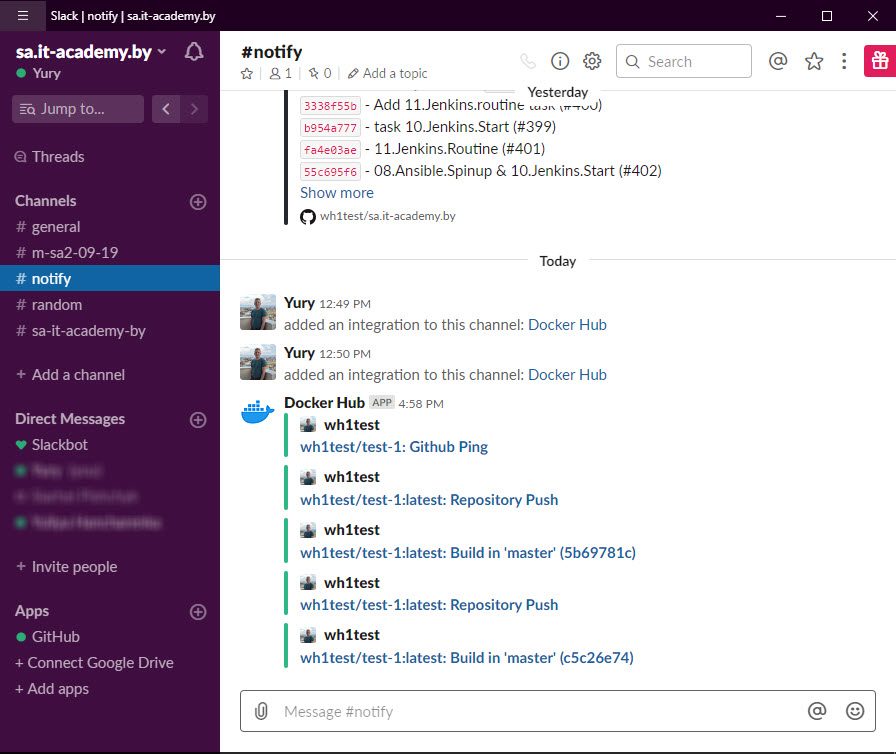 Slack | notify | sa.it-academy.by
sa.it-academy.by
Yury
Jump to...
Threads
Channels
# general
# m-sa2-09-19
# notify
# random
# sa-it-academy-by
+ Add a channel
Direct Messages
Slackbot
+ Invite people
Apps
GitHub
+ Connect Google Drive
+ Add apps
#notify
1
0
Add a topic
Search
Yesterday
3338f55b - Add 11.Jenkins.routine task (#400)
b954a777 - task 10.Jenkins.Start (#399)
fa4e03ae - 11.Jenkins.Routine (#401)
55c695f6 - 08.Ansible.Spinup & 10.Jenkins.Start (#402)
Show more
wh1test/sa.it-academy.by
Today
Yury 12:49 PM
added an integration to this channel: Docker Hub
Yury 12:50 PM
added an integration to this channel: Docker Hub
Docker Hub APP 4:58 PM
wh1test
wh1test/test-1: Github Ping
wh1test
wh1test/test-1:latest: Repository Push
wh1test
wh1test/test-1:latest: Build in 'master' (5b69781c)
wh1test
wh1test/test-1:latest: Repository Push
wh1test
wh1test/test-1:latest: Build in 'master' (c5c26e74)
Message #notify